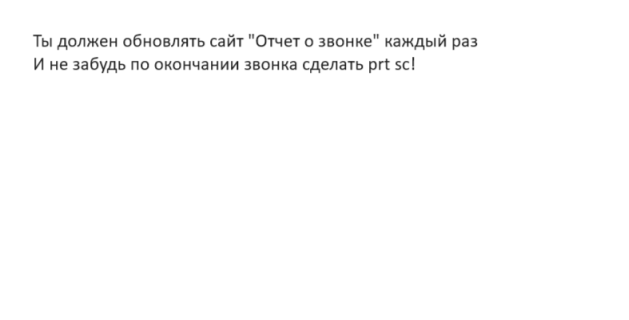 Ты должен обновлять сайт "Отчет о звонке" каждый раз
И не забудь по окончании звонка сделать prt sc!